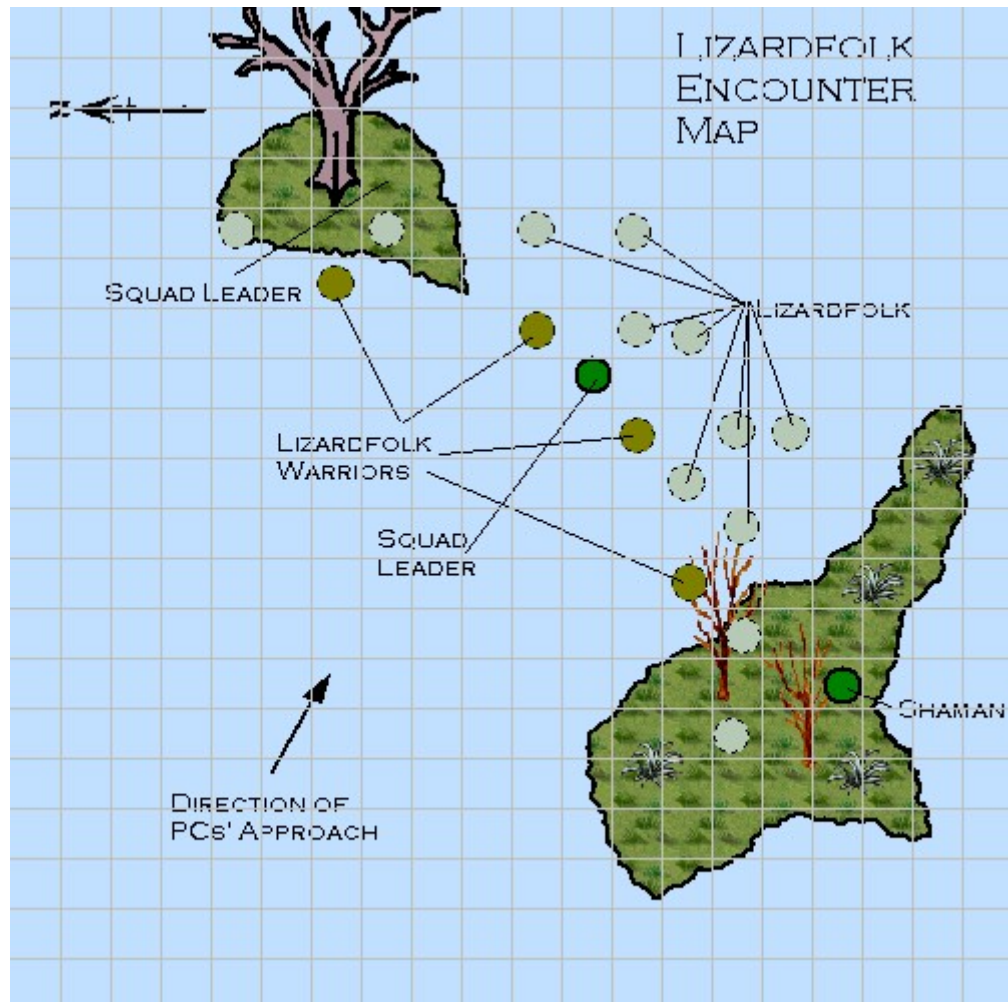 Lizardfolk
Encounter
Map
N
Squad Leader
Lizardfolk
Lizardfolk
Warriors
Squad
Leader
Shaman
Direction of
PCs' Approach